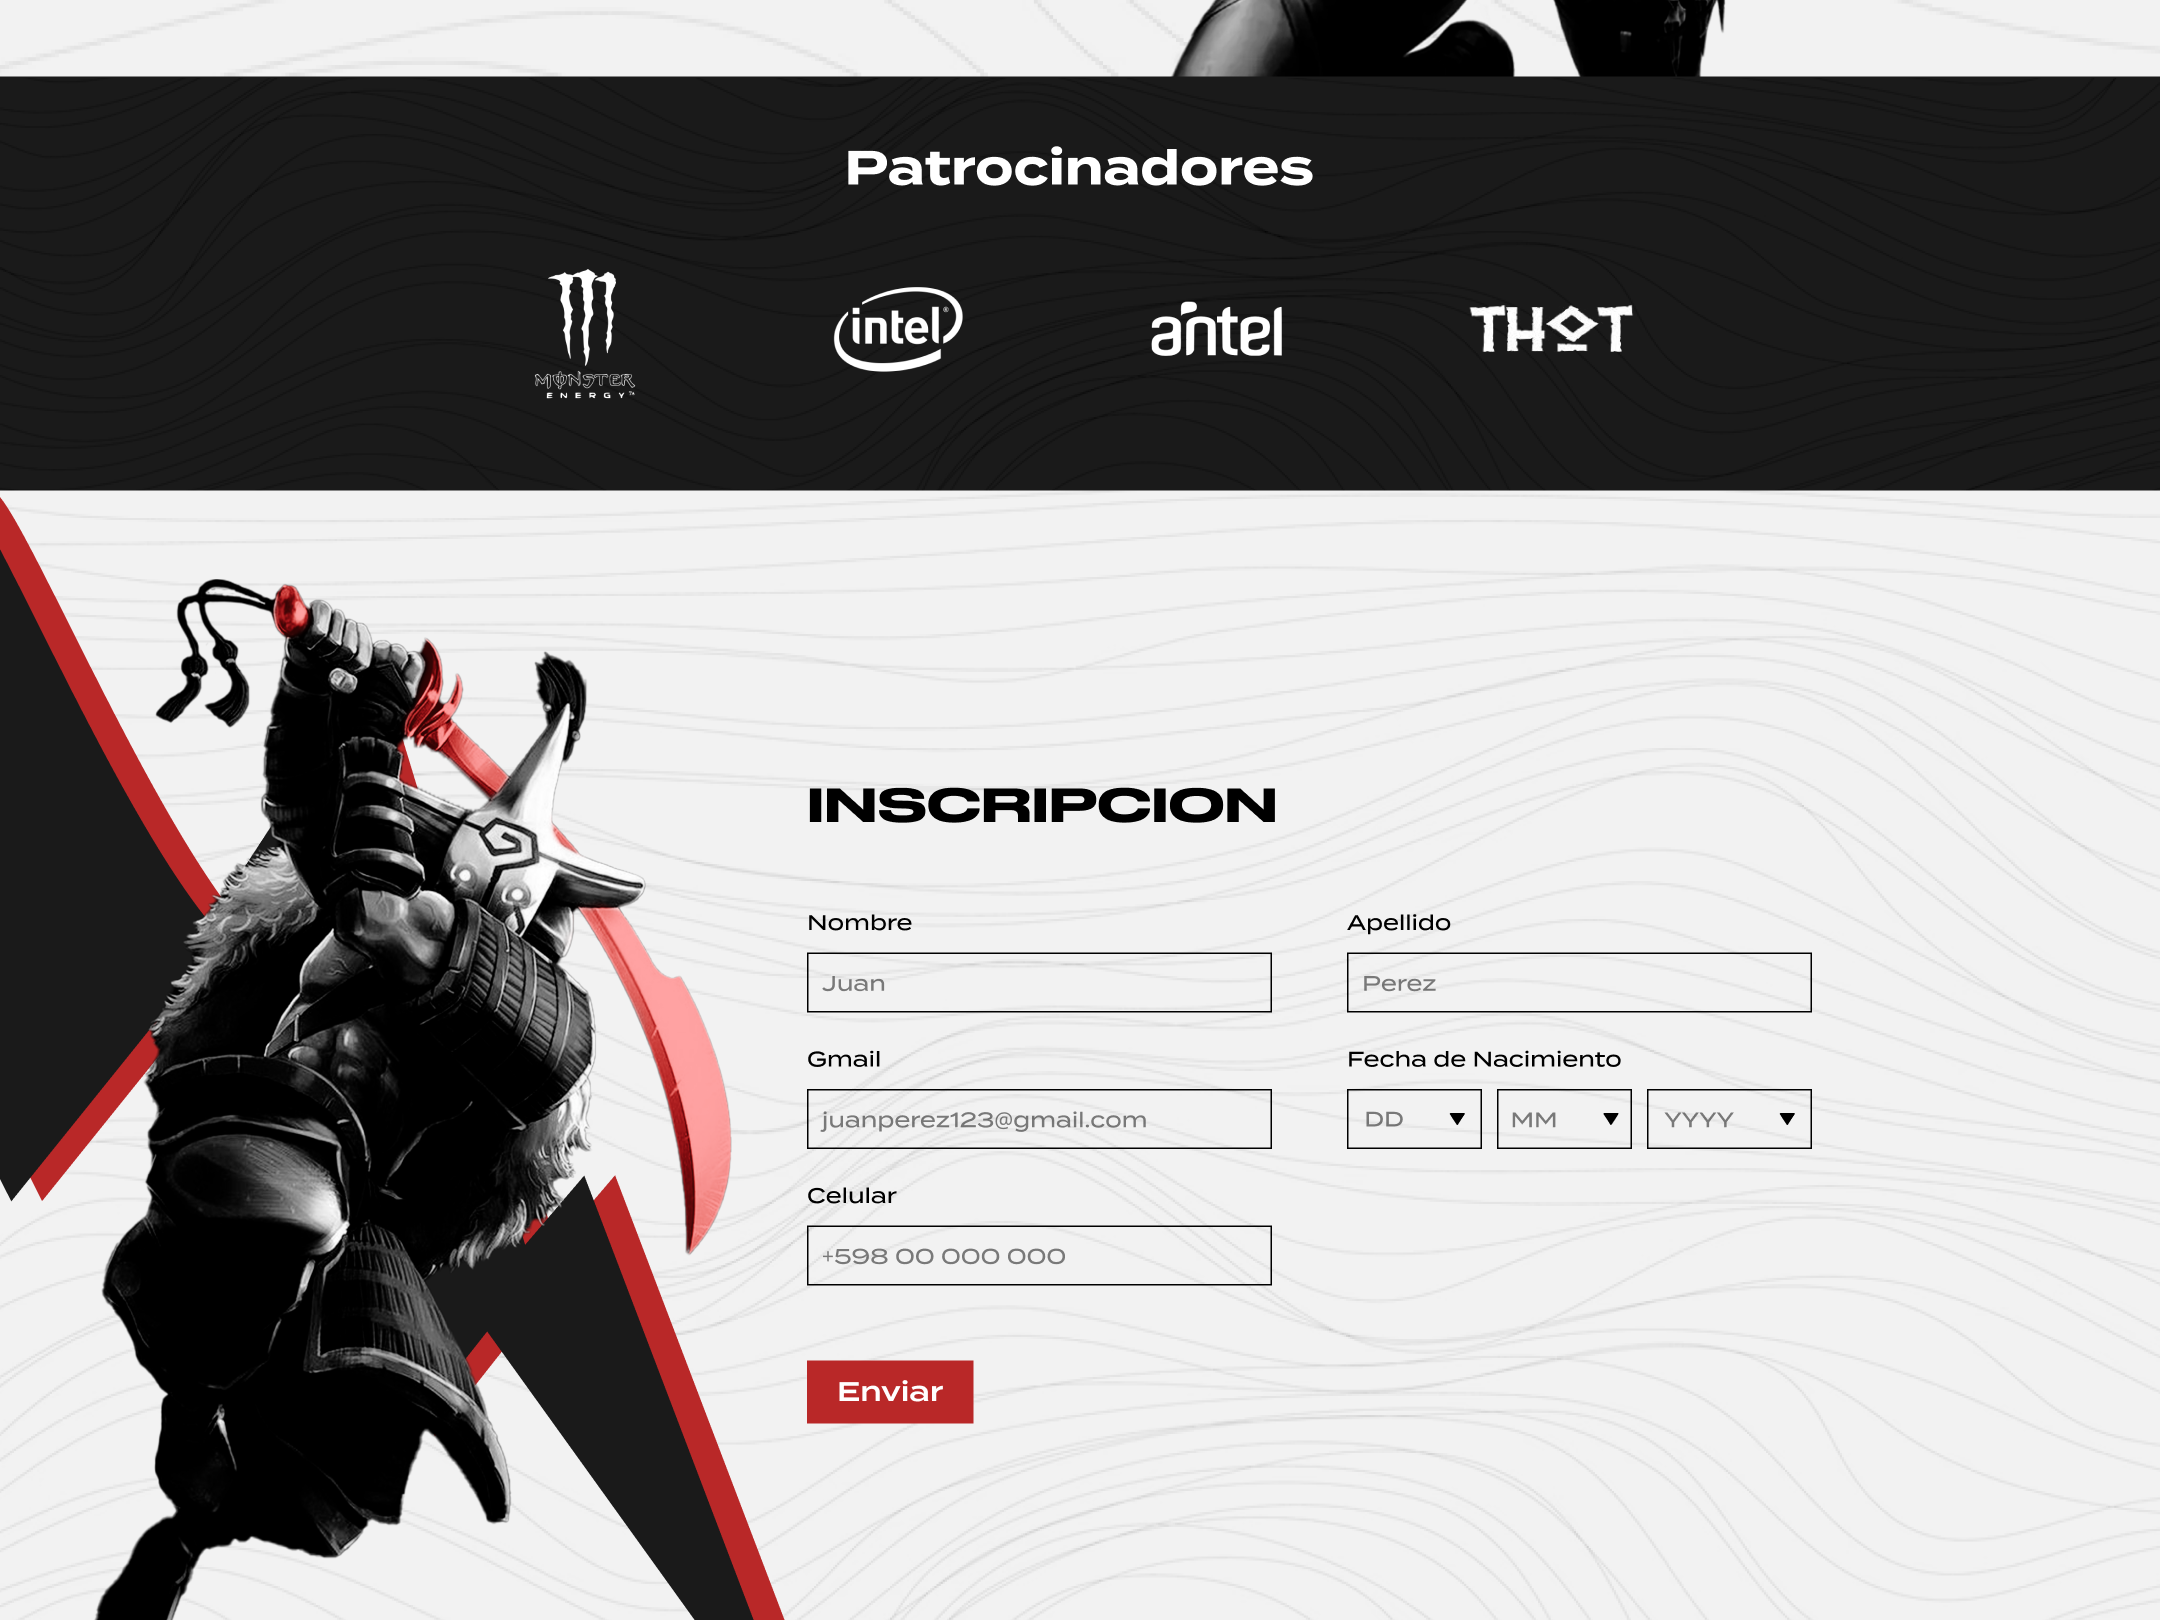 Patrocinadores
MONSTER
ENERGY™
intel®
antel
THOT
INSCRIPCION
Nombre
Apellido
Juan
Perez
Gmail
Fecha de Nacimiento
juanperez123@gmail.com
DD
MM
YYYY
Celular
+598 00 000 000
Enviar